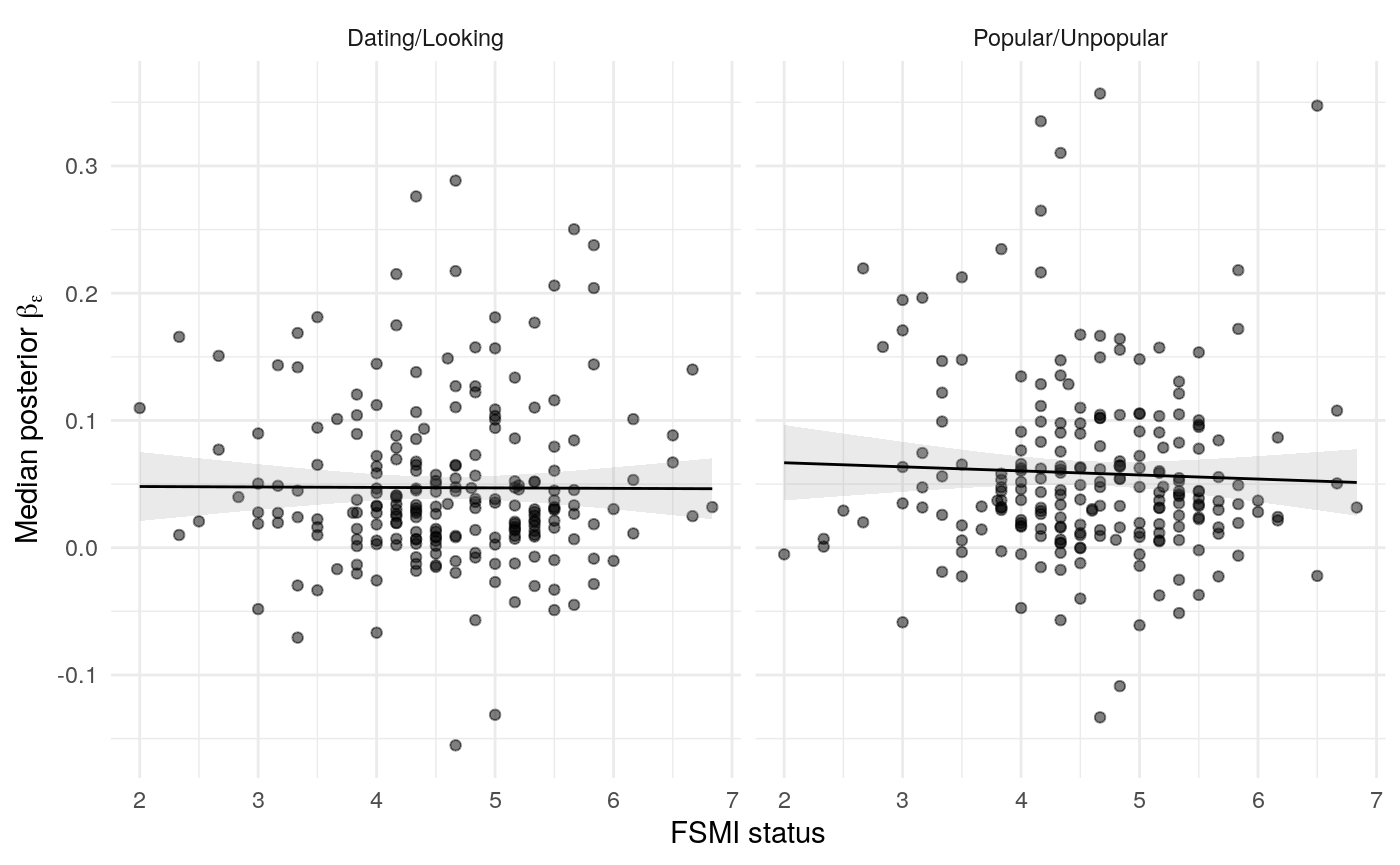 Dating/Looking
Popular/Unpopular
Median posterior βε
0.3
0.2
0.1
0.0
-0.1
2 3 4 5 6 7
2 3 4 5 6 7
FSMI status